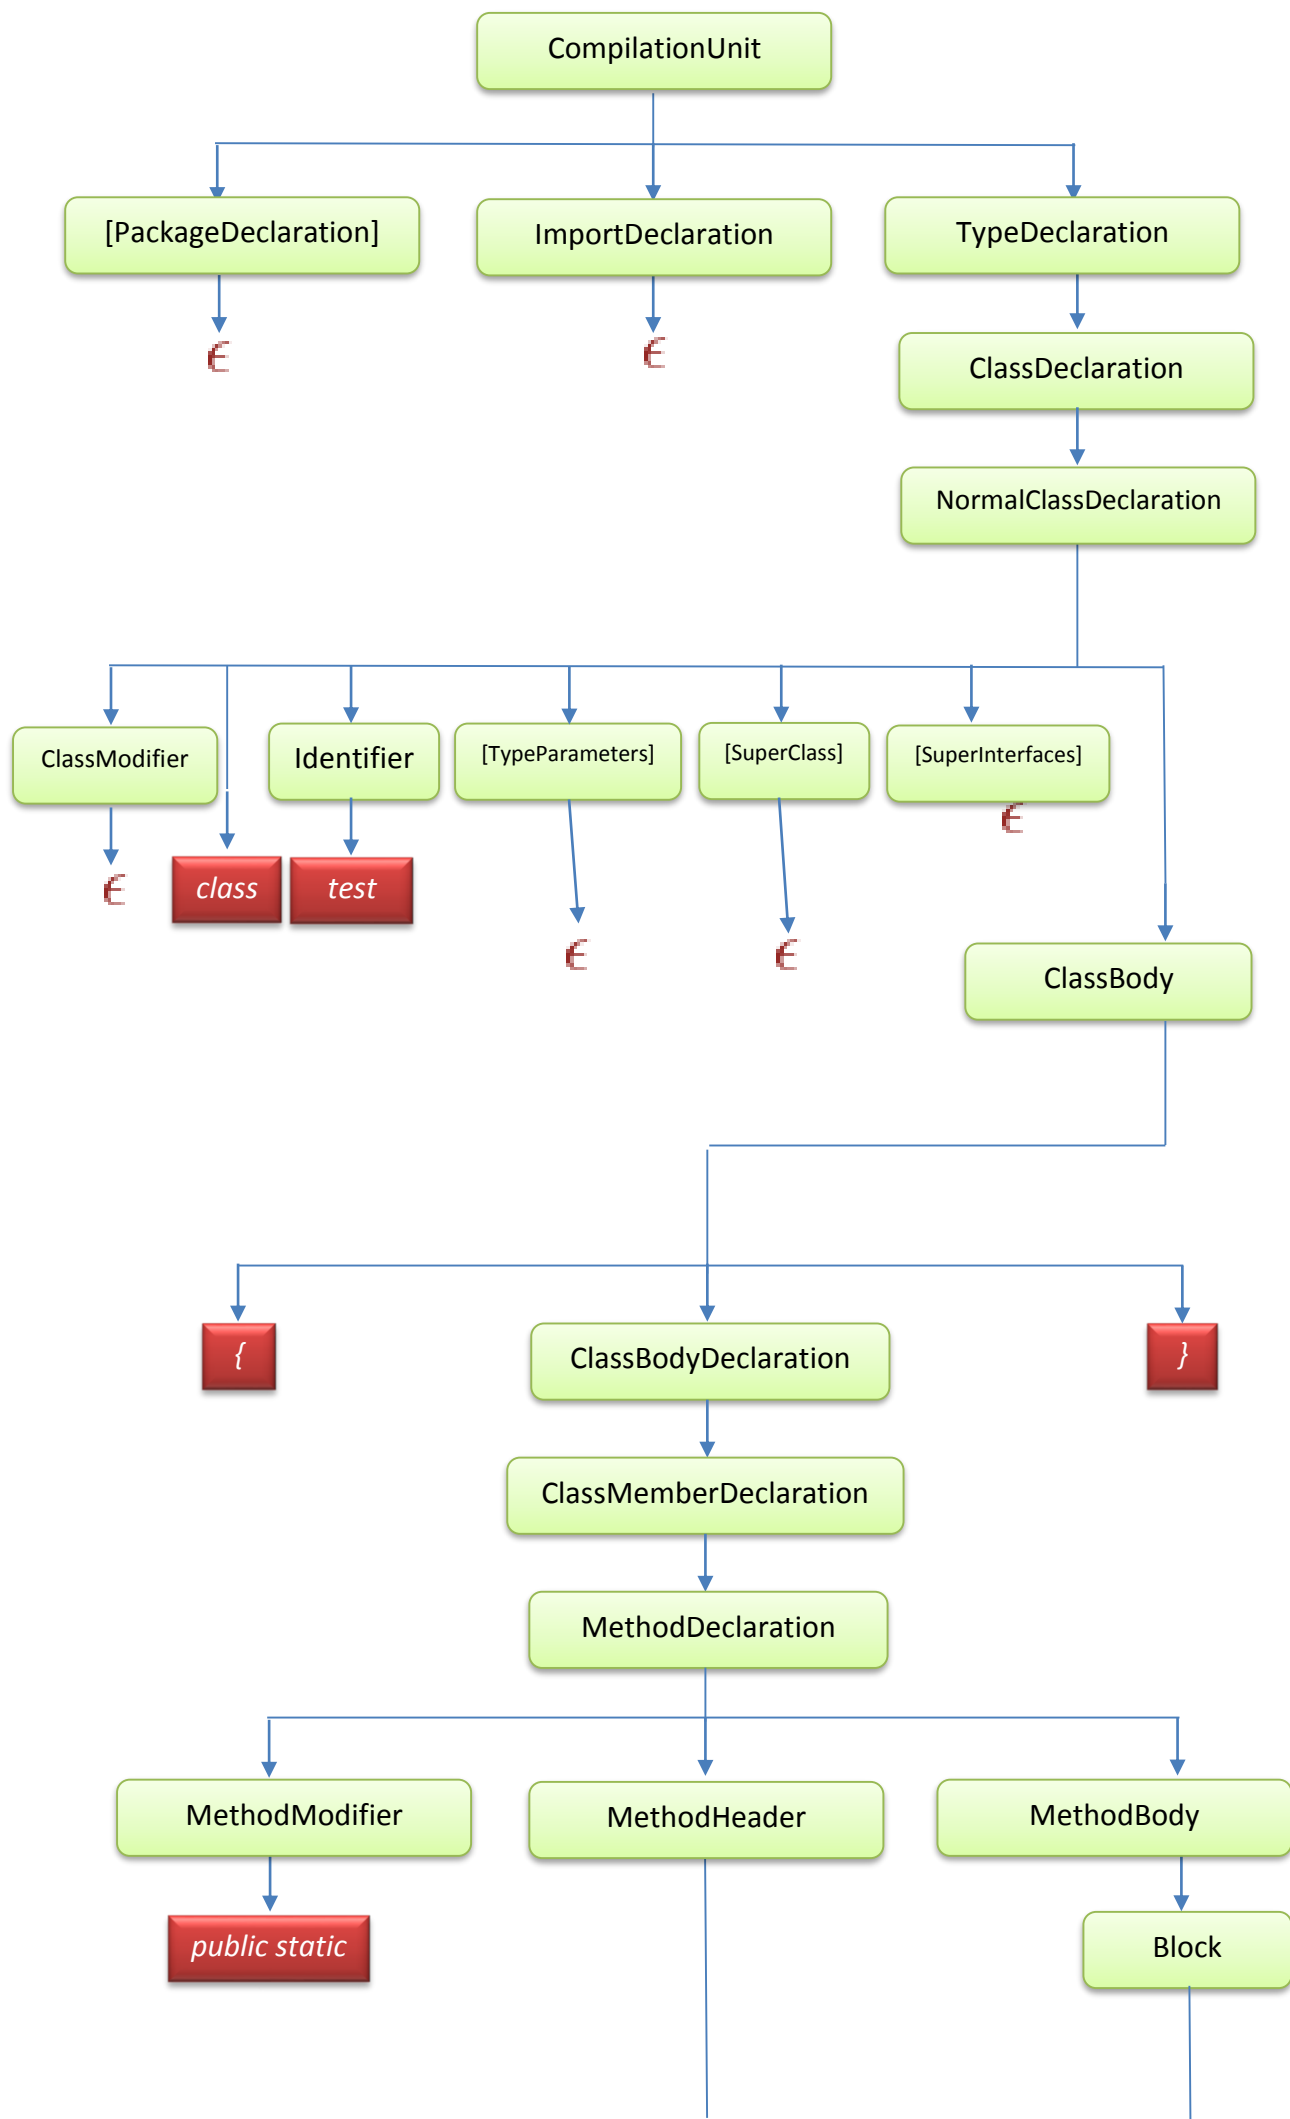 CompilationUnit
[PackageDeclaration]
ImportDeclaration
TypeDeclaration
ϵ
ϵ
ClassDeclaration
NormalClassDeclaration
ClassModifier
Identifier
[TypeParameters]
[SuperClass]
[SuperInterfaces]
ϵ
ϵ
class
test
ϵ
ϵ
ClassBody
{
ClassBodyDeclaration
}
ClassMemberDeclaration
MethodDeclaration
MethodModifier
MethodHeader
MethodBody
public static
Block